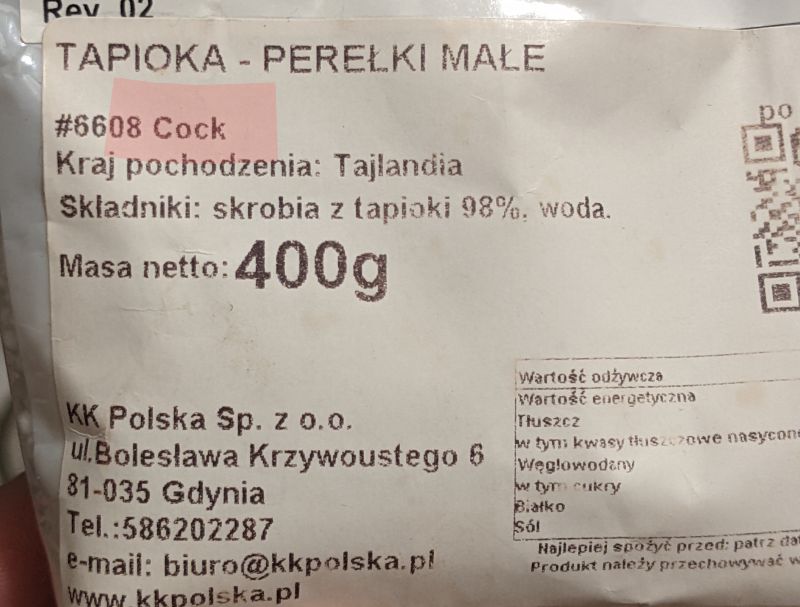 Rev. 02
TAPIOKA - PEREŁKI MAŁE
po
#6608 Cock
Kraj pochodzenia: Tajlandia
Składniki: skrobia z tapioki 98%, woda.
Masa netto: 400g
KK Polska Sp. z o.o.
ul.Bolesława Krzywoustego 6
81-035 Gdynia
Tel.:586202287
e-mail: biuro@kkpolska.pl
www.kkpolska.pl
Wartość odżywcza
Wartość energetyczna
Tłuszcz
w tym kwasy tłuszczowe
Węglowodany
w tym cukry
Białko
Sól
Najlepiej spożyć przed: patrz
Produkt należy przechowywać w